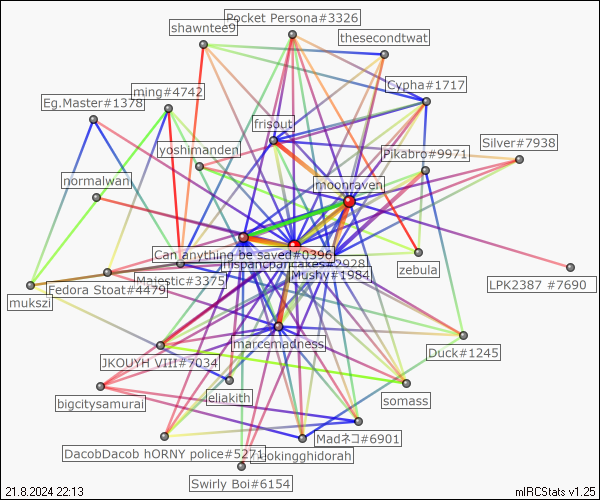 Pocket Persona#3326
shawntee9
thesecondtwat
Cypha#1717
ming#4742
Eg.Master#1378
frisout
Silver#7938
yoshimanden
Pikabro#9971
normalwan
moonraven
Can anything be saved#0396
Hispanchpancakes#2928
Mushy#1984
zebula
Majestic#3375
LPK2387 #7690
Fedora Stoat#4479
mukszi
marcemadness
Duck#1245
JKOUYH VIII#7034
eliakith
somass
bigcitysamurai
Madネコ#6901
DacobDacob hORNY police#5271
Swirly Boi#6154
21.8.2024 22:13
mIRCStats v1.25